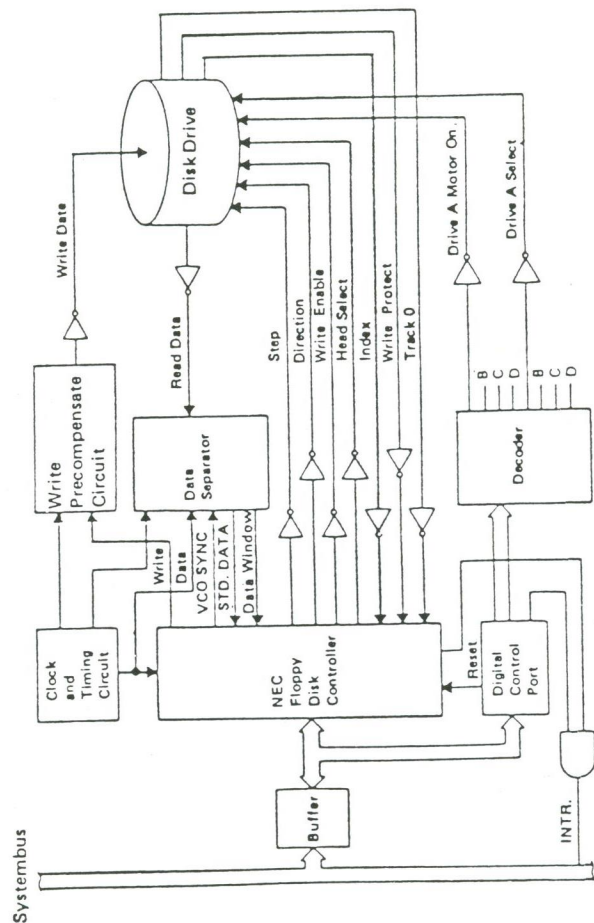 Systembus
Clock
and
Timing
Circuit
Write
Precompensate
Circuit
Write Data
Disk Drive
Read Data
Data
Separator
Write
Data
VCO SYNC
STD. DATA
Data Window
Step
Direction
Write Enable
Head Select
Index
Write Protect
Track 0
NEC
Floppy
Disk
Controller
Buffer
Reset
Digital
Control
Port
Decoder
Drive A Motor On.
B
C
D
Drive A Select
B
C
D
INTR.